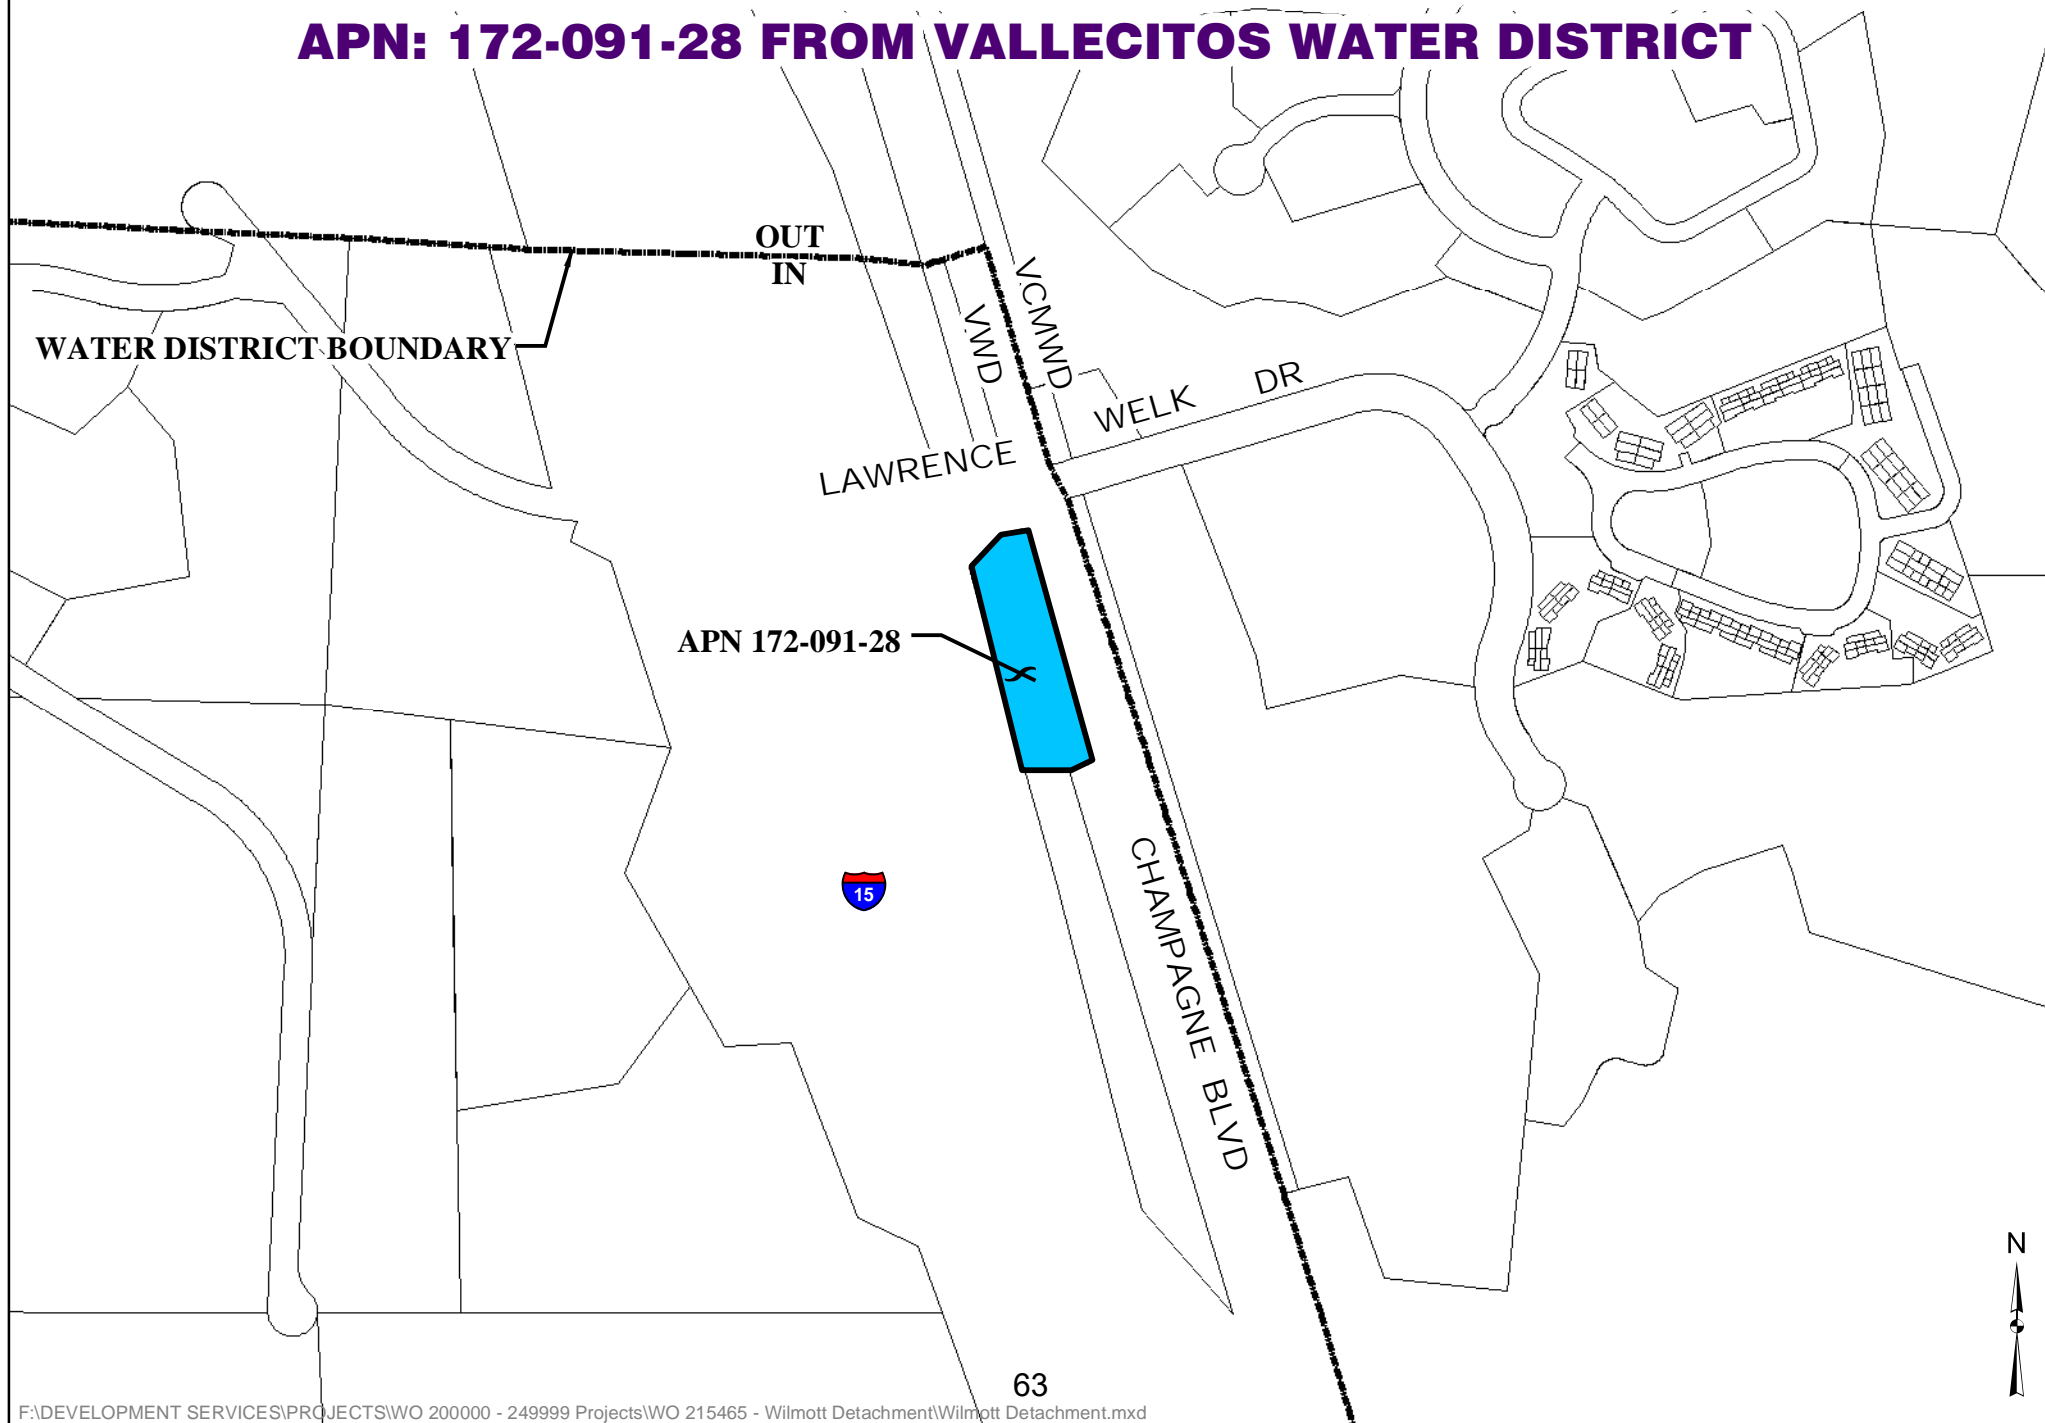 APN: 172-091-28 FROM VALLECITOS WATER DISTRICT
OUT
IN
WATER DISTRICT BOUNDARY
VWD
VCMWD
LAWRENCE WELK DR
APN 172-091-28
15
CHAMPAGNE BLVD
N
63
F:\DEVELOPMENT SERVICES\PROJECTS\WO 200000 - 249999 Projects\WO 215465 - Wilmott Detachment\Wilmott Detachment.mxd